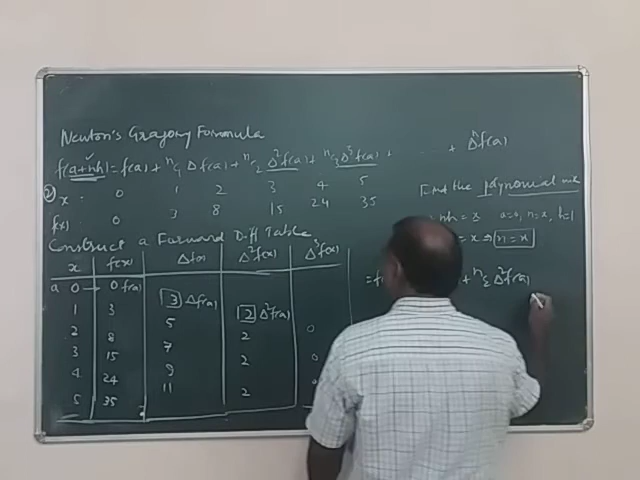 Newton's Gragory Formula
f(a+nh) = f(a) + nC1 Δf(a) + nC2 Δ²f(a) + nC3 Δ³f(a) + ... + Δⁿf(a)
② x 0 1 2 3 4 5
f(x) 0 3 8 15 24 35
Construct a Forward Diff Table
x f(x) Δf(x) Δ²f(x) Δ³f(x)
a 0 0 f(a)
3 Δf(a)
1 3 2 Δ²f(a)
5 0
2 8 2
7 0
3 15 2
9
4 24 2
11
5 35
Find the polynomial
nh = x a=0, n=x, h=1
= x ⇒ n = x
+ nC2 Δ²f(a)